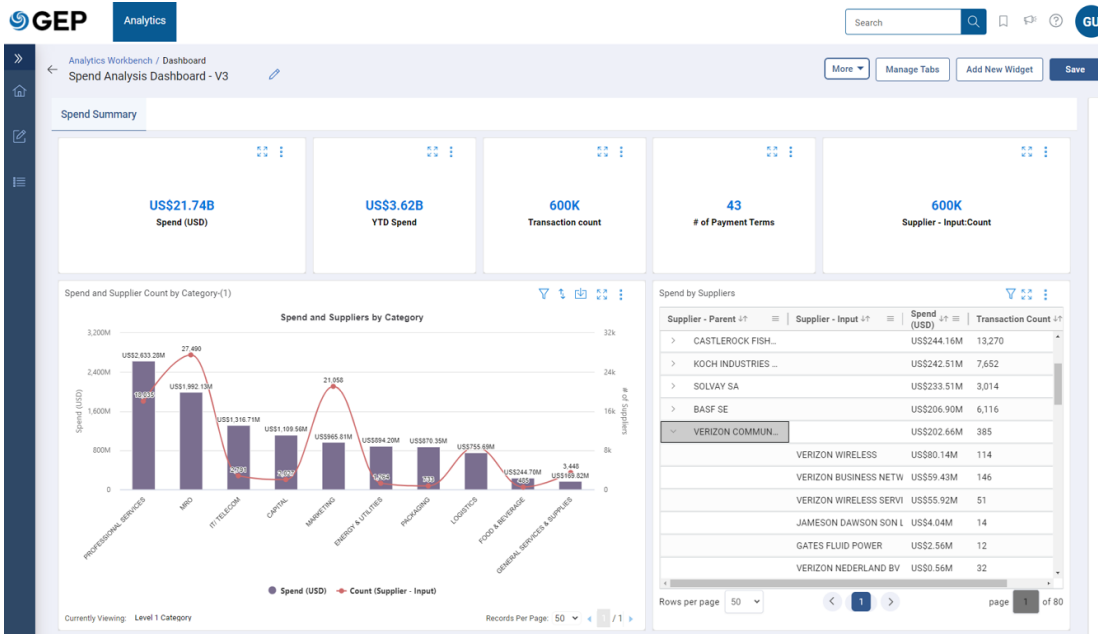 GEP
Analytics
Search
GU
Analytics Workbench / Dashboard
Spend Analysis Dashboard - V3
More
Manage Tabs
Add New Widget
Save
Spend Summary
US$21.74B
Spend (USD)
US$3.62B
YTD Spend
600K
Transaction count
43
# of Payment Terms
600K
Supplier - Input:Count
Spend and Supplier Count by Category-(1)
Spend and Suppliers by Category
Spend (USD)
3,200M
2,400M
1,600M
800M
0
32k
24k
16k
8k
0
# of Suppliers
US$2,633.28M
US$1,992.13M
US$1,316.71M
US$1,109.56M
US$965.81M
US$894.20M
US$870.35M
US$755.69M
US$244.78M
US$169.82M
27,490
21,058
3,448
PROFESSIONAL SERVICES
MRO
IT/ TELECOM
CAPITAL
MARKETING
ENERGY & UTILITIES
PACKAGING
LOGISTICS
FOOD & BEVERAGE
GENERAL SERVICES & SUPPLIES
Spend (USD)
Count (Supplier - Input)
Currently Viewing: Level 1 Category
Records Per Page: 50
/ 1
Spend by Suppliers
Supplier - Parent Supplier - Input Spend (USD) Transaction Count
CASTLEROCK FISH... US$244.16M 13,270
KOCH INDUSTRIES ... US$242.51M 7,652
SOLVAY SA US$233.51M 3,014
BASF SE US$206.90M 6,116
VERIZON COMMUN... US$202.66M 385
VERIZON WIRELESS US$80.14M 114
VERIZON BUSINESS NETW US$59.43M 146
VERIZON WIRELESS SERVI US$55.92M 51
JAMESON DAWSON SON L US$4.04M 14
GATES FLUID POWER US$2.56M 12
VERIZON NEDERLAND BV US$0.56M 32
Rows per page 50
1
page 1 of 80